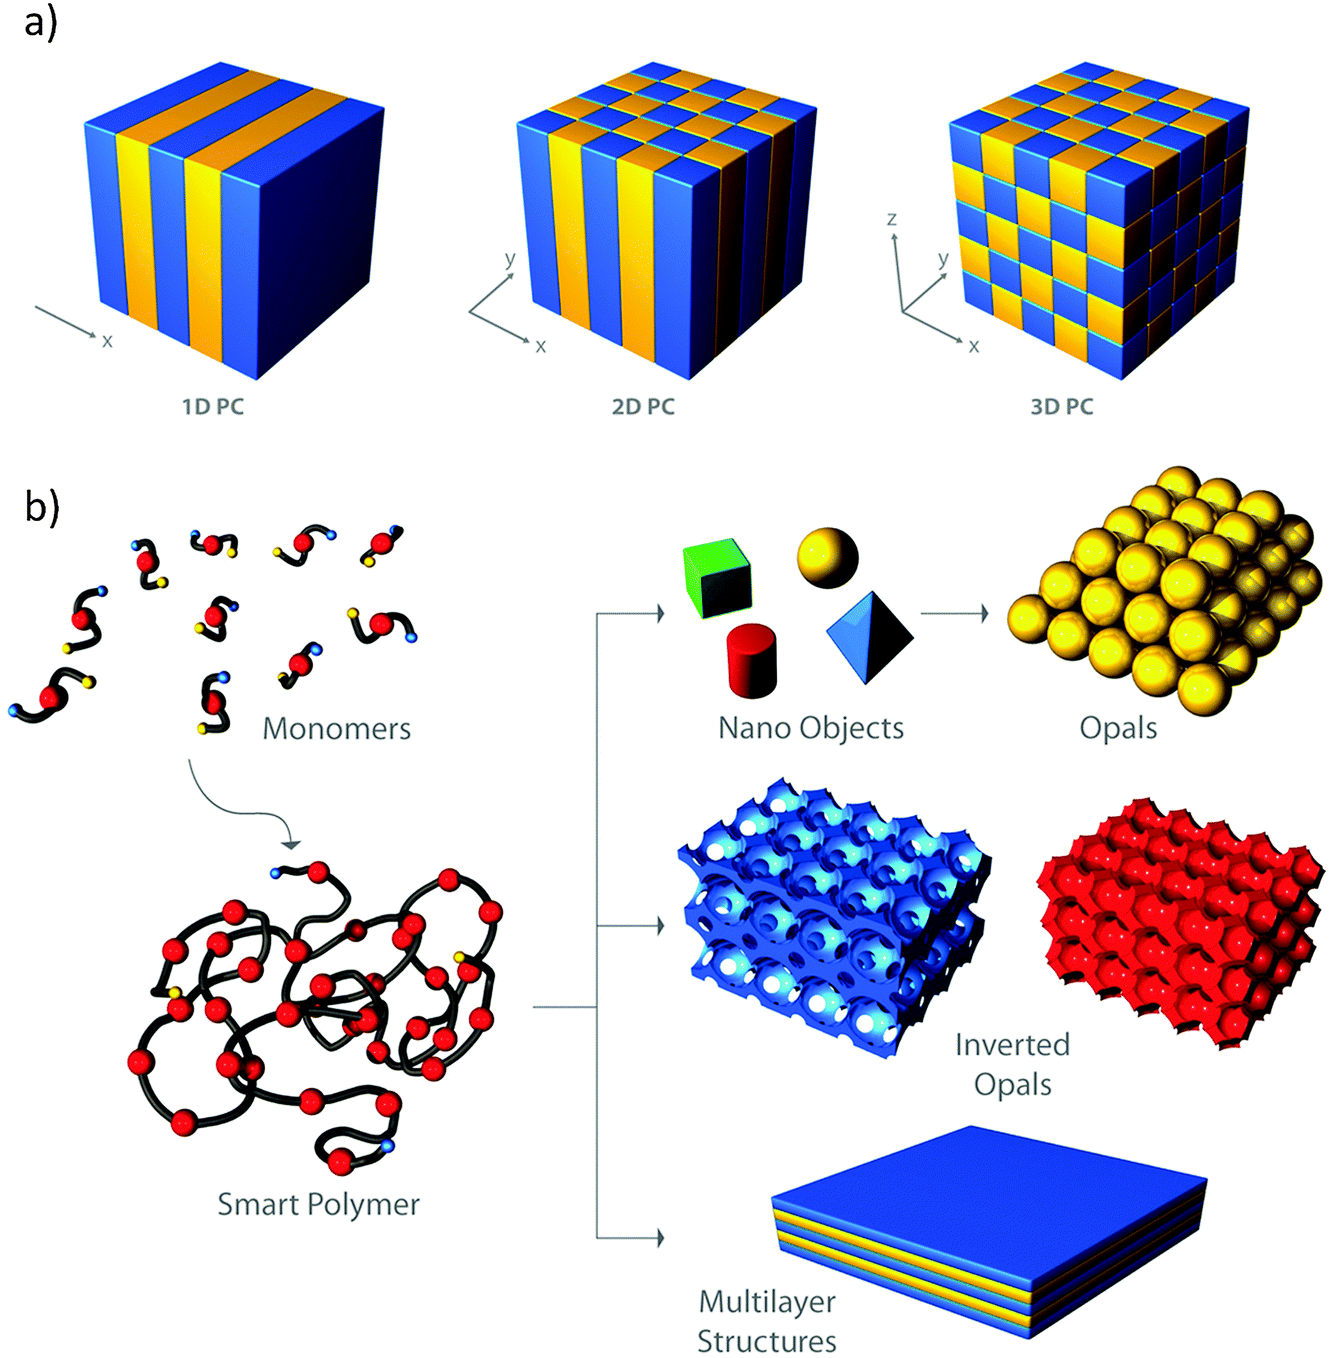 a)
x
1D PC
y
x
2D PC
z
y
x
3D PC
b)
Monomers
Nano Objects
Opals
Inverted
Opals
Smart Polymer
Multilayer
Structures